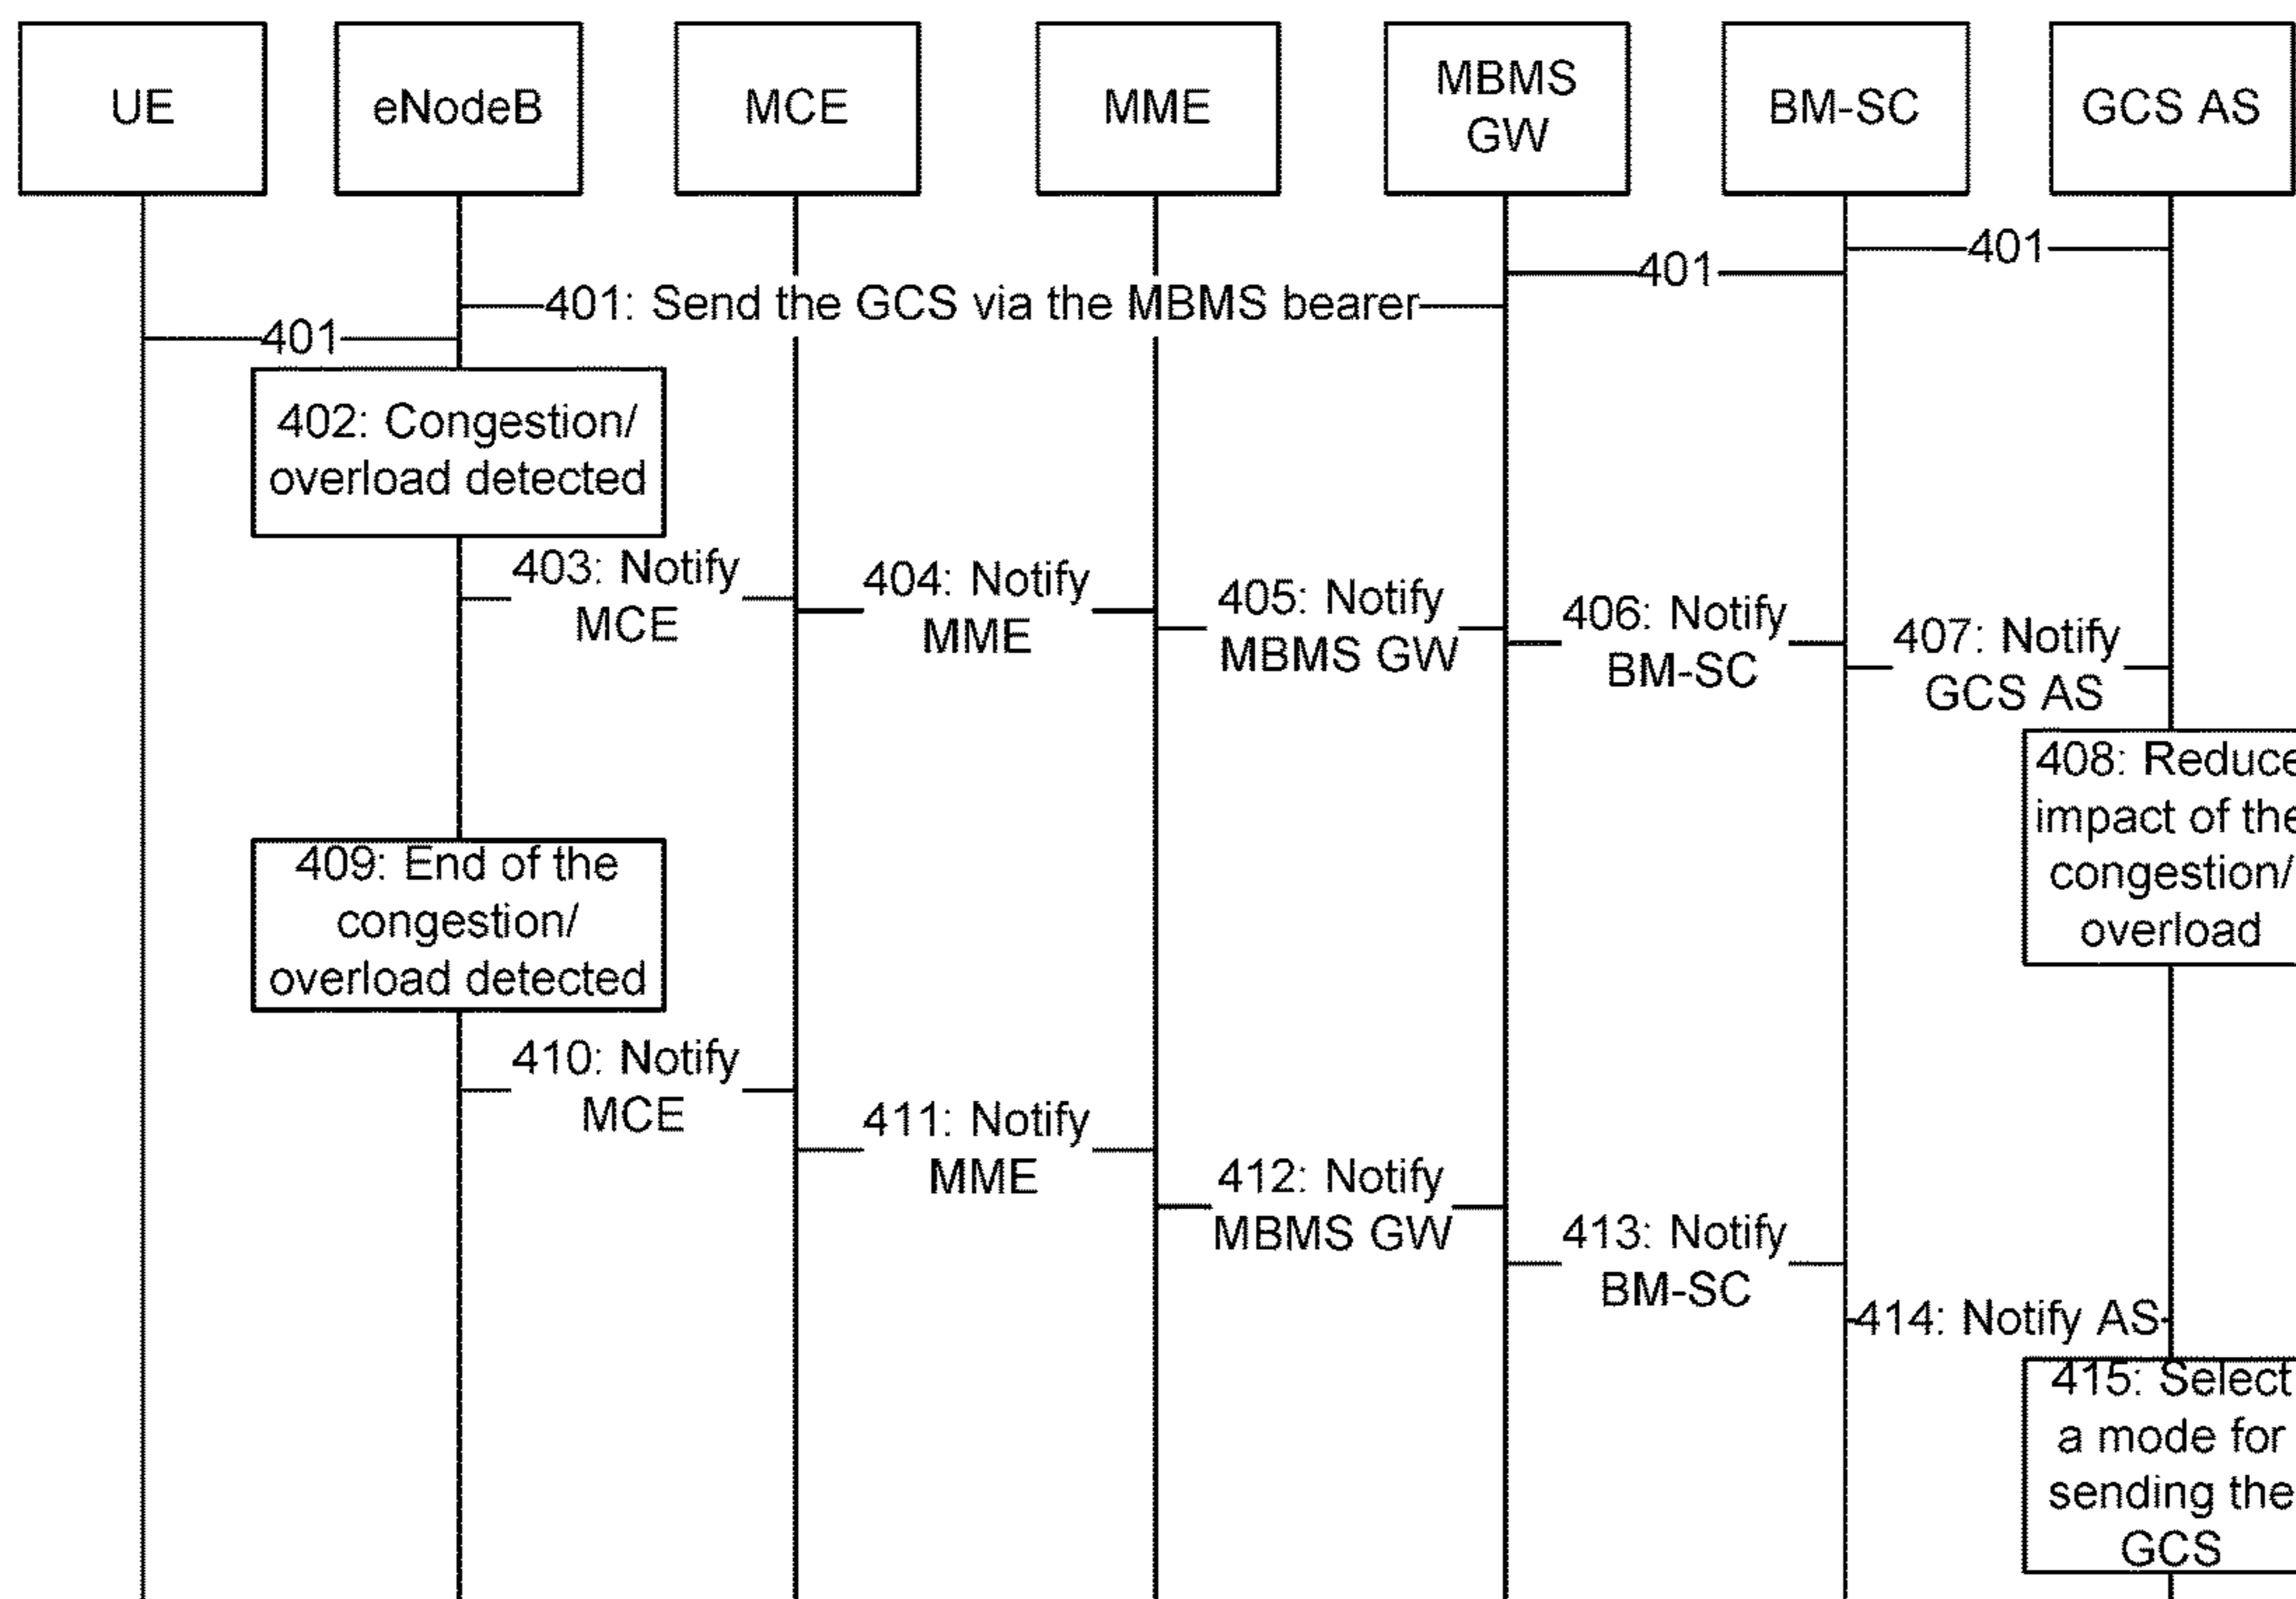 UE
eNodeB
MCE
MME
MBMS
GW
BM-SC
GCS AS
401
401
401: Send the GCS via the MBMS bearer
401
402: Congestion/
overload detected
403: Notify
MCE
404: Notify
MME
405: Notify
MBMS GW
406: Notify
BM-SC
407: Notify
GCS AS
408: Reduce
impact of the
congestion/
overload
409: End of the
congestion/
overload detected
410: Notify
MCE
411: Notify
MME
412: Notify
MBMS GW
413: Notify
BM-SC
414: Notify AS
415: Select
a mode for
sending the
GCS